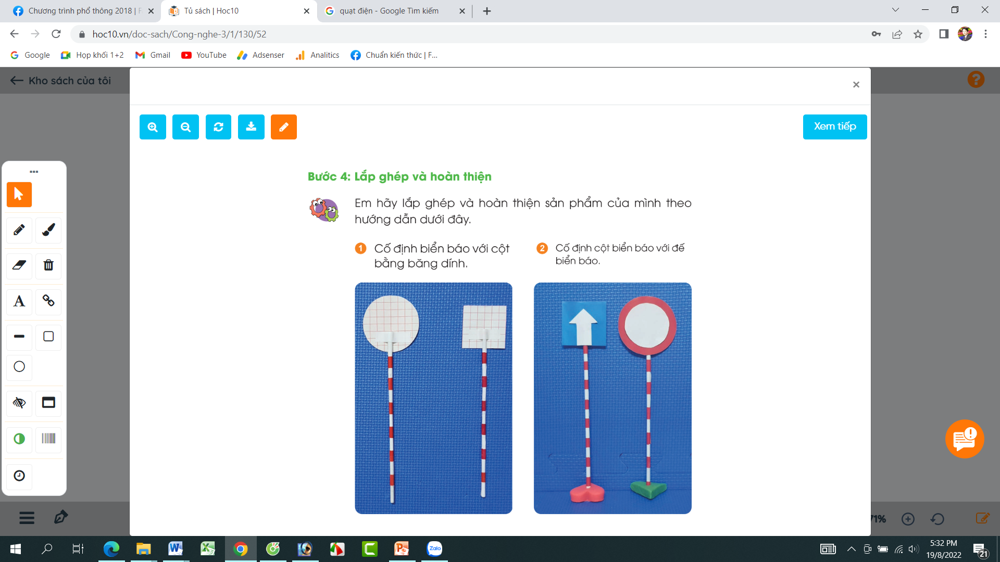 Chương trình phổ thông 2018 | F
Tủ sách | Hoc10
quạt điện - Google Tìm kiếm
hoc10.vn/doc-sach/Cong-nghe-3/1/130/52
Google
Họp khối 1+2
Gmail
YouTube
Adsenser
Analitics
Chuẩn kiến thức | F...
Kho sách của tôi
Xem tiếp
Bước 4: Lắp ghép và hoàn thiện
Em hãy lắp ghép và hoàn thiện sản phẩm của mình theo
hướng dẫn dưới đây.
1 Cố định biển báo với cột
bằng băng dính.
2 Cố định cột biển báo với đế
biển báo.
71%
Zalo
5:32 PM
19/8/2022
21